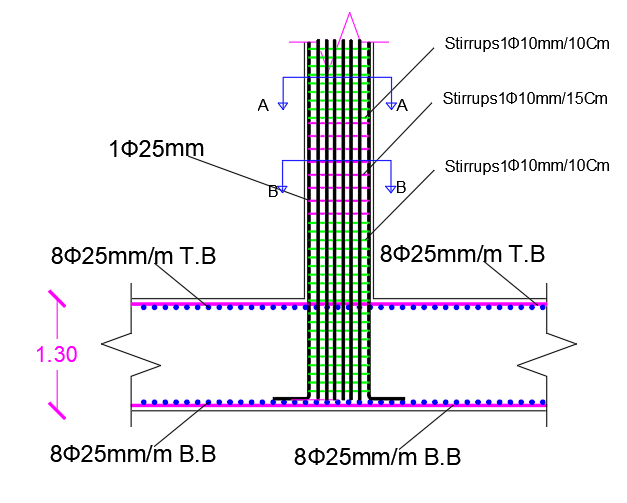 Stirrups1Φ10mm/10Cm
A
A
Stirrups1Φ10mm/15Cm
1Φ25mm
Stirrups1Φ10mm/10Cm
B
B
8Φ25mm/m T.B
8Φ25mm/m T.B
1.30
8Φ25mm/m B.B
8Φ25mm/m B.B